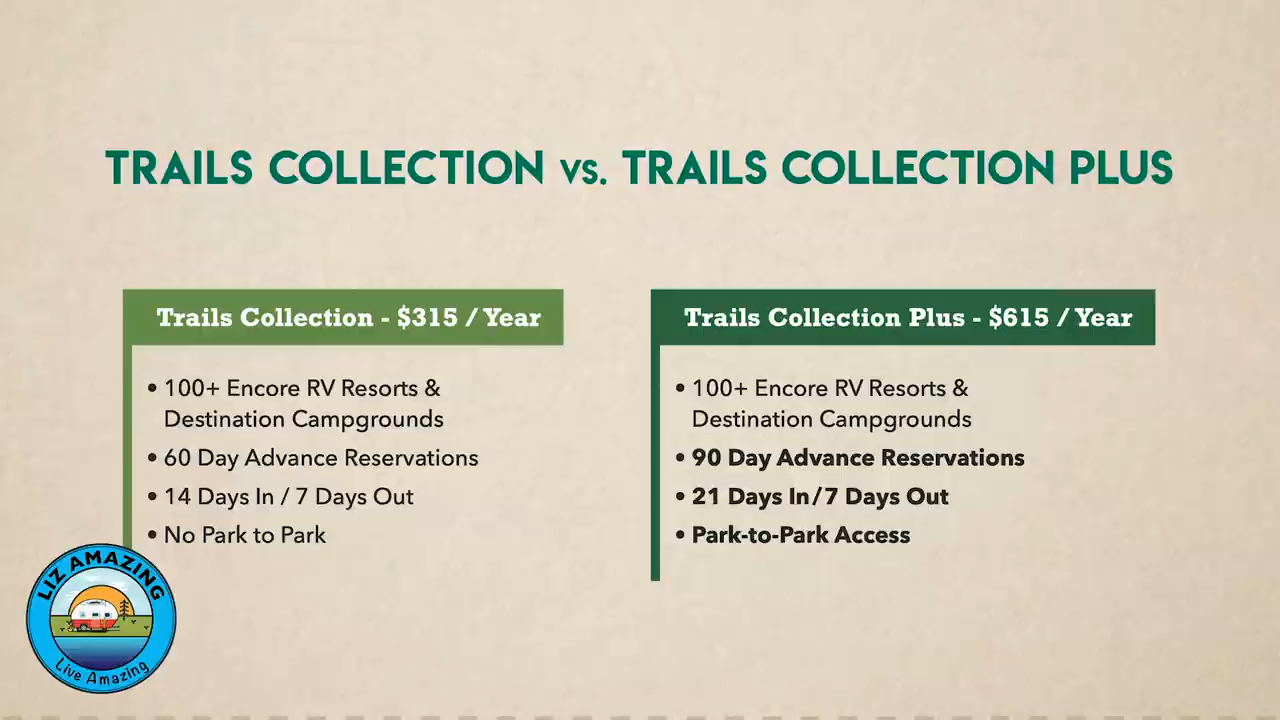 TRAILS COLLECTION VS. TRAILS COLLECTION PLUS
Trails Collection - $315 / Year
• 100+ Encore RV Resorts &
Destination Campgrounds
• 60 Day Advance Reservations
• 14 Days In / 7 Days Out
• No Park to Park
Trails Collection Plus - $615 / Year
• 100+ Encore RV Resorts &
Destination Campgrounds
• 90 Day Advance Reservations
• 21 Days In/7 Days Out
• Park-to-Park Access
LIZ AMAZING
Live Amazing